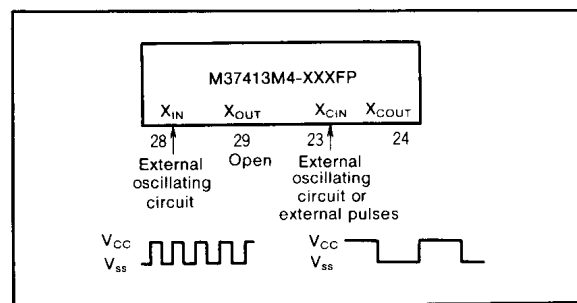 M37413M4-XXXFP
XIN XOUT XCIN XCOUT
28 29 23 24
External Open External
oscillating oscillating
circuit circuit or
external pulses
VCC VCC
Vss Vss